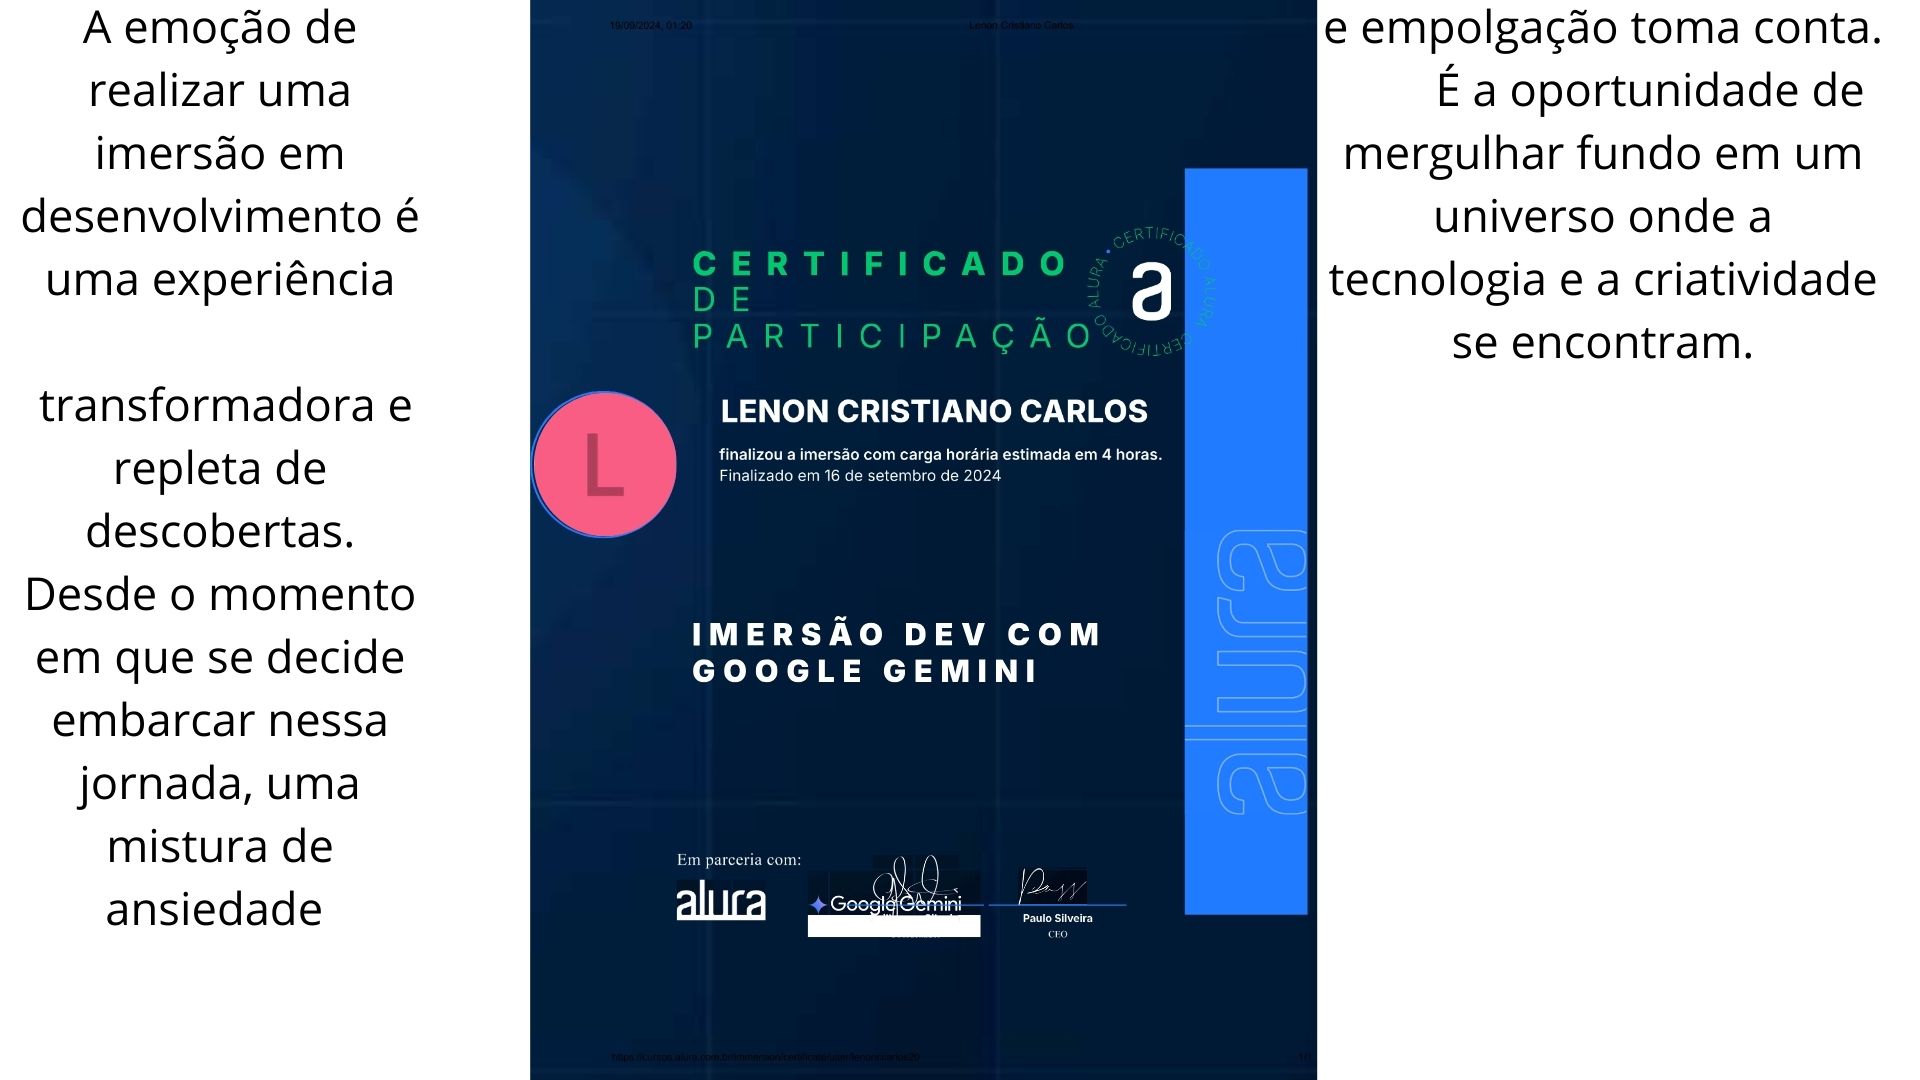 A emoção de
realizar uma
imersão em
desenvolvimento é
uma experiência
transformadora e
repleta de
descobertas.
Desde o momento
em que se decide
embarcar nessa
jornada, uma
mistura de
ansiedade
19/09/2024, 01:20
Lenon Cristiano Carlos
CERTIFICADO
DE
PARTICIPAÇÃO
CERTIFICADO ALURA • CERTIFICADO ALURA
a
L
LENON CRISTIANO CARLOS
finalizou a imersão com carga horária estimada em 4 horas.
Finalizado em 16 de setembro de 2024
IMERSÃO DEV COM
GOOGLE GEMINI
alura
Em parceria com:
alura
Google Gemini
Paulo Silveira
CEO
https://cursos.alura.com.br/immersion/certificate/user/lenonccarlos20
1/1
e empolgação toma conta.
É a oportunidade de
mergulhar fundo em um
universo onde a
tecnologia e a criatividade
se encontram.